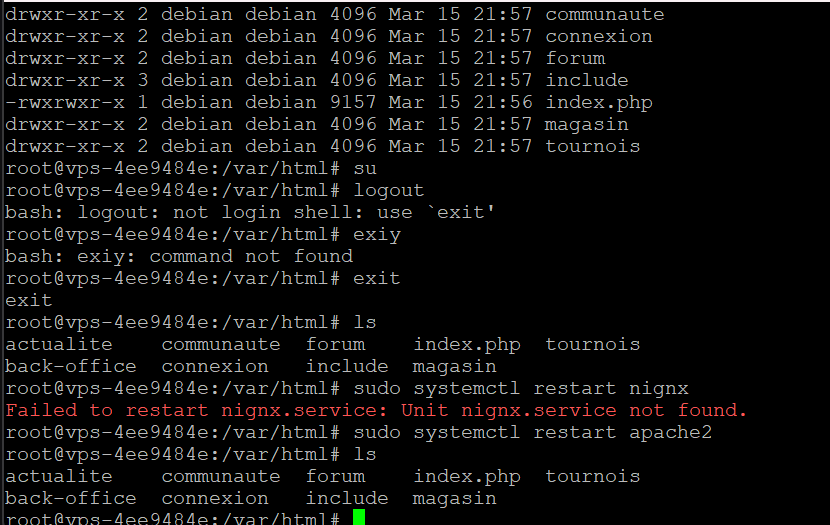 drwxr-xr-x 2 debian debian 4096 Mar 15 21:57 communaute
drwxr-xr-x 2 debian debian 4096 Mar 15 21:57 connexion
drwxr-xr-x 2 debian debian 4096 Mar 15 21:57 forum
drwxr-xr-x 3 debian debian 4096 Mar 15 21:57 include
-rwxrwxr-x 1 debian debian 9157 Mar 15 21:56 index.php
drwxr-xr-x 2 debian debian 4096 Mar 15 21:57 magasin
drwxr-xr-x 2 debian debian 4096 Mar 15 21:57 tournois
root@vps-4ee9484e:/var/html# su
root@vps-4ee9484e:/var/html# logout
bash: logout: not login shell: use `exit'
root@vps-4ee9484e:/var/html# exiy
bash: exiy: command not found
root@vps-4ee9484e:/var/html# exit
exit
root@vps-4ee9484e:/var/html# ls
actualite    communaute  forum    index.php  tournois
back-office  connexion   include  magasin
root@vps-4ee9484e:/var/html# sudo systemctl restart nignx
Failed to restart nignx.service: Unit nignx.service not found.
root@vps-4ee9484e:/var/html# sudo systemctl restart apache2
root@vps-4ee9484e:/var/html# ls
actualite    communaute  forum    index.php  tournois
back-office  connexion   include  magasin
root@vps-4ee9484e:/var/html#